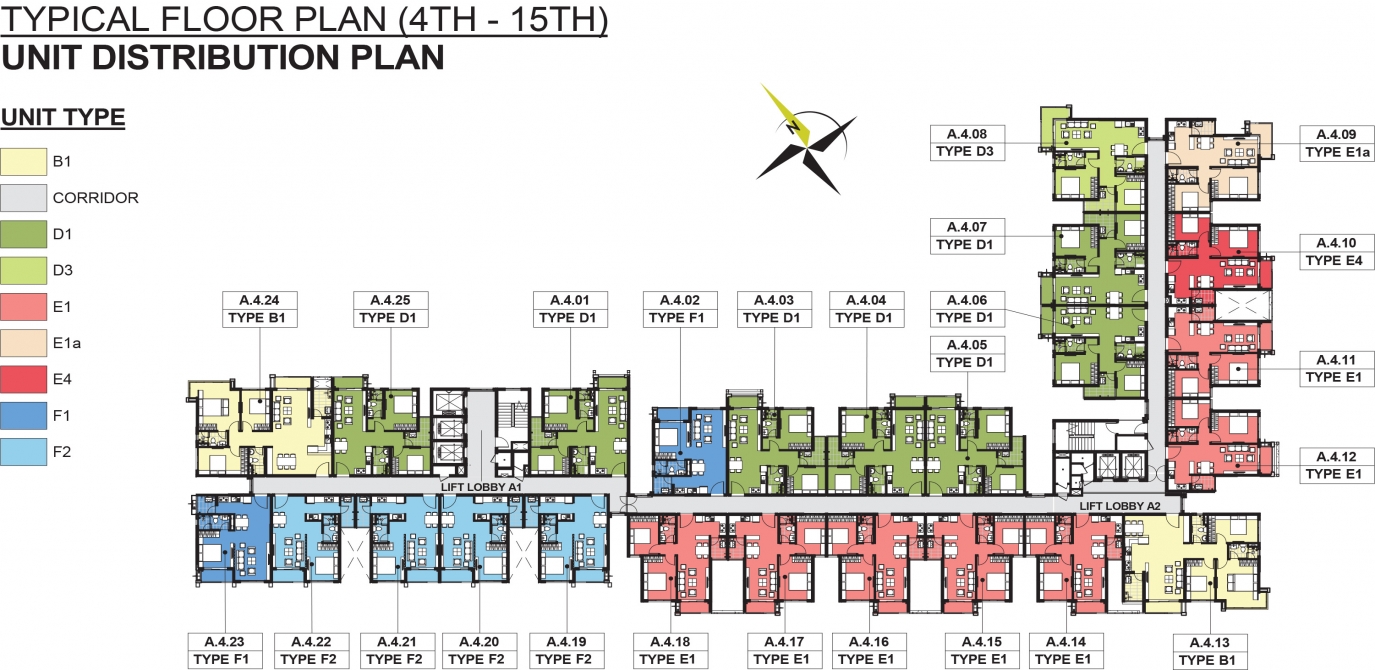 TYPICAL FLOOR PLAN (4TH - 15TH)
UNIT DISTRIBUTION PLAN
UNIT TYPE
B1
CORRIDOR
D1
D3
E1
E1a
E4
F1
F2
N
A.4.08
TYPE D3
A.4.09
TYPE E1a
A.4.07
TYPE D1
A.4.10
TYPE E4
A.4.06
TYPE D1
A.4.05
TYPE D1
A.4.11
TYPE E1
A.4.12
TYPE E1
A.4.24
TYPE B1
A.4.25
TYPE D1
A.4.01
TYPE D1
A.4.02
TYPE F1
A.4.03
TYPE D1
A.4.04
TYPE D1
LIFT LOBBY A1
LIFT LOBBY A2
A.4.23
TYPE F1
A.4.22
TYPE F2
A.4.21
TYPE F2
A.4.20
TYPE F2
A.4.19
TYPE F2
A.4.18
TYPE E1
A.4.17
TYPE E1
A.4.16
TYPE E1
A.4.15
TYPE E1
A.4.14
TYPE E1
A.4.13
TYPE B1